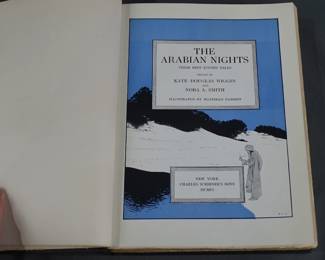 THE
ARABIAN NIGHTS
THEIR BEST-KNOWN TALES
EDITED BY
KATE DOUGLAS WIGGIN
AND
NORA A. SMITH
ILLUSTRATED BY MAXFIELD PARRISH
NEW YORK
CHARLES SCRIBNER'S SONS